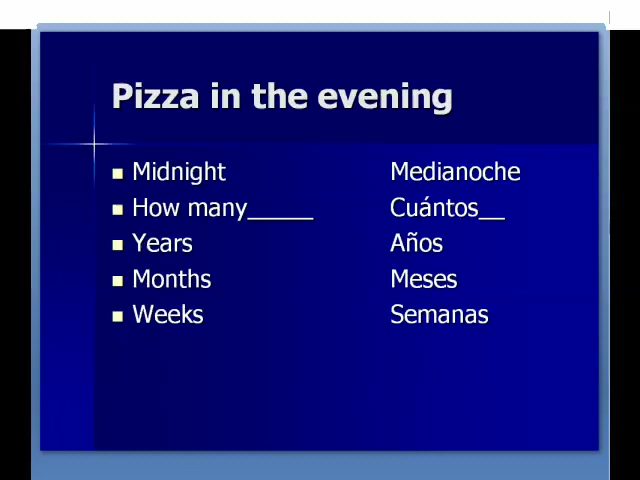 Pizza in the evening
Midnight Medianoche
How many_____ Cuántos__
Years Años
Months Meses
Weeks Semanas